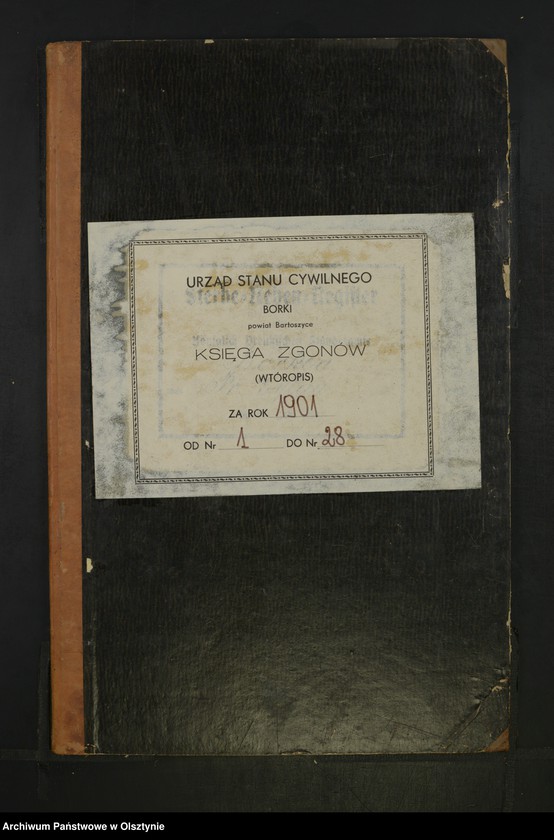 URZĄD STANU CYWILNEGO
BORKI
powiat Bartoszyce
KSIĘGA ZGONÓW
(WTÓROPIS)
ZA ROK 1901
OD Nr 1 DO Nr 28
Archiwum Państwowe w Olsztynie